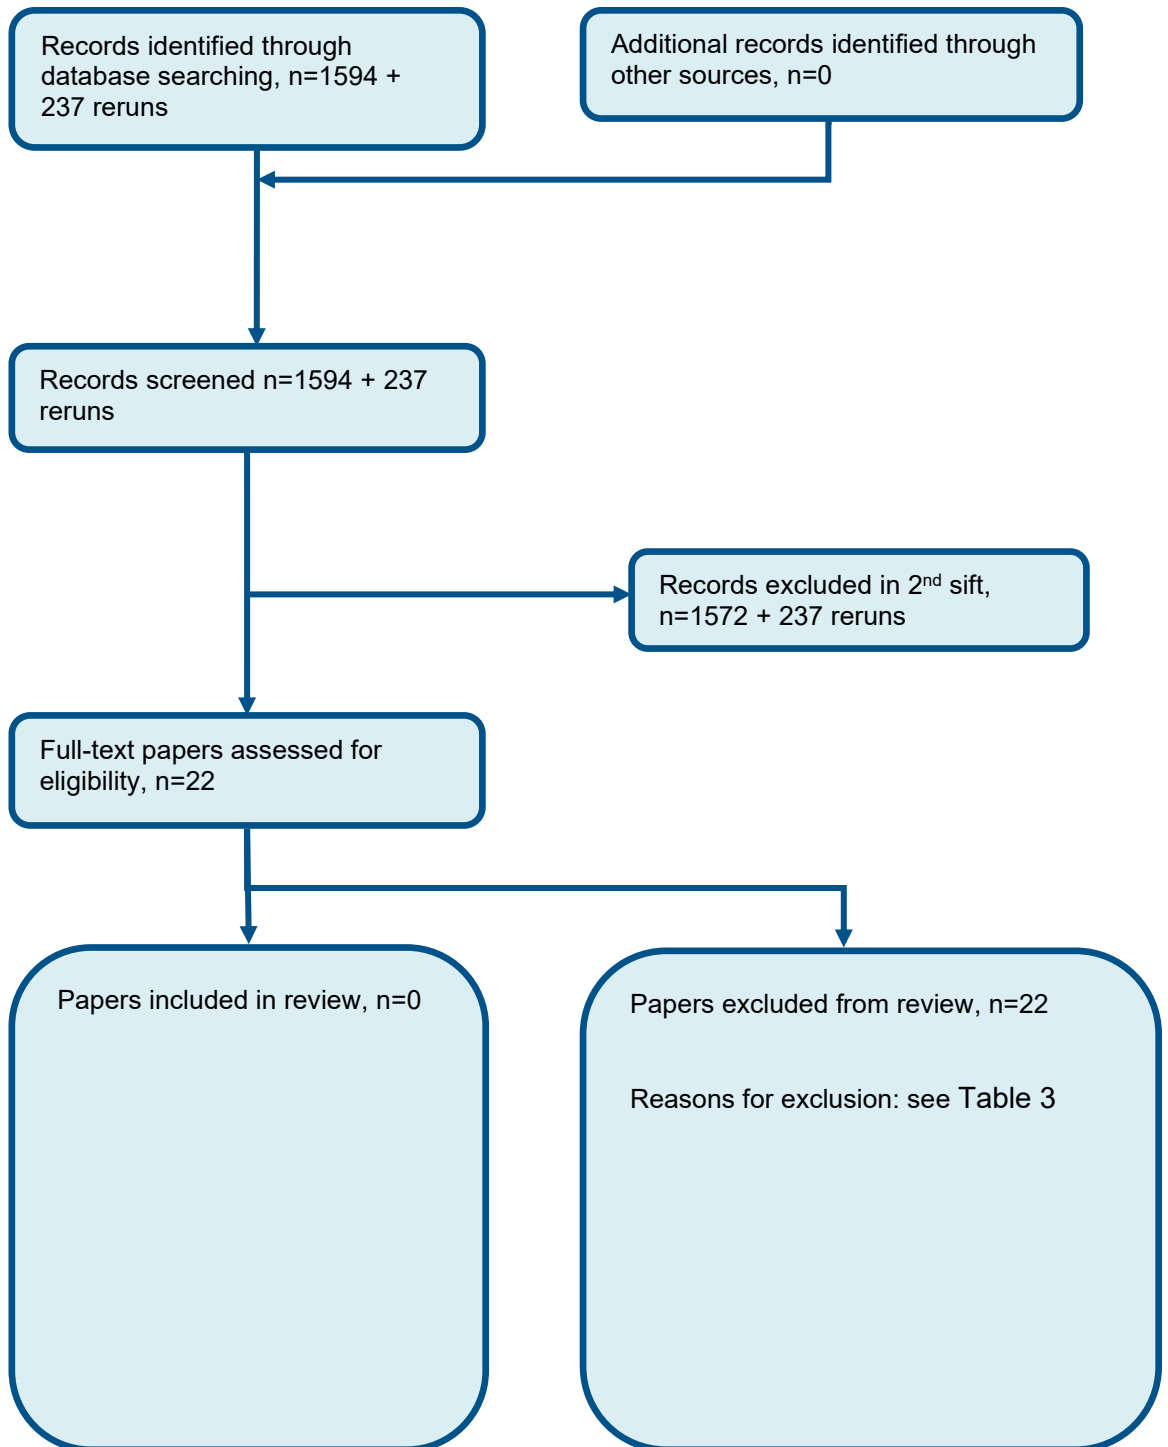 Records identified through
database searching, n=1594 +
237 reruns
Additional records identified through
other sources, n=0
Records screened n=1594 + 237
reruns
Records excluded in 2nd sift,
n=1572 + 237 reruns
Full-text papers assessed for
eligibility, n=22
Papers included in review, n=0
Papers excluded from review, n=22
Reasons for exclusion: see Table 3